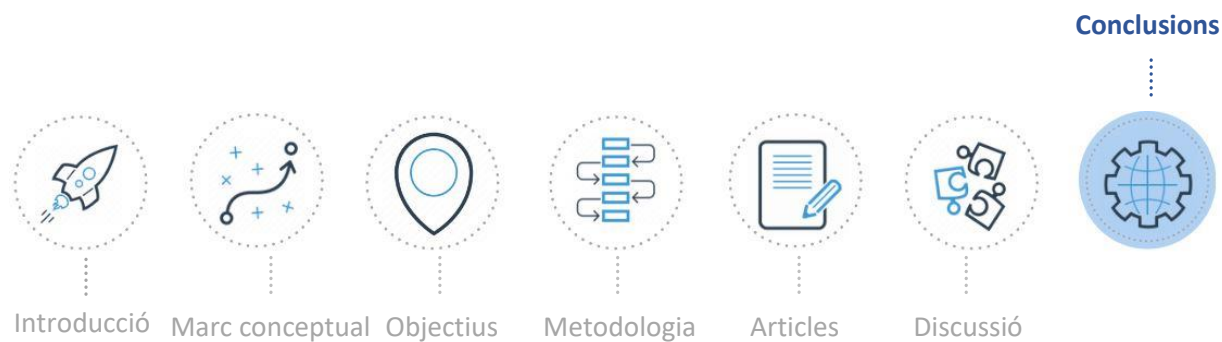 Conclusions
Introducció Marc conceptual Objectius Metodologia Articles Discussió